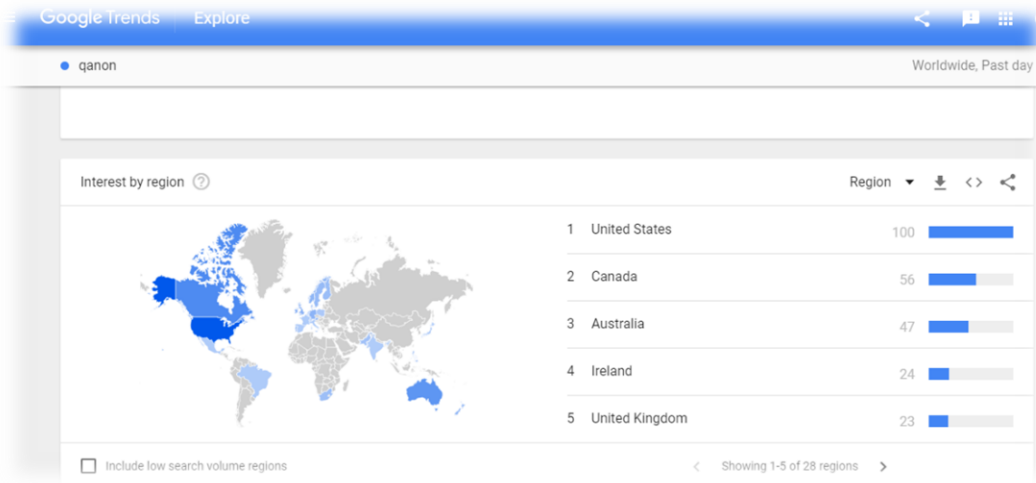 Google Trends Explore
qanon Worldwide, Past day
Interest by region Region
1 United States 100
2 Canada 56
3 Australia 47
4 Ireland 24
5 United Kingdom 23
Include low search volume regions Showing 1-5 of 28 regions